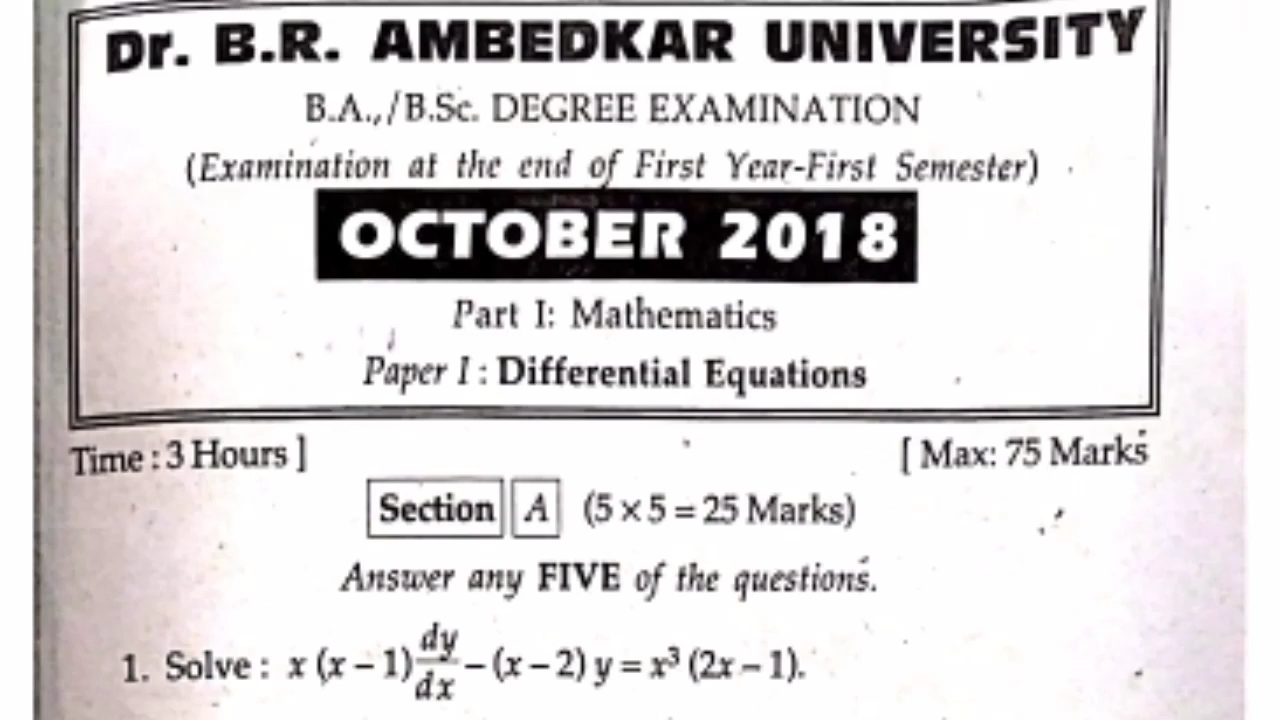 Dr. B.R. AMBEDKAR UNIVERSITY
B.A.,/B.Sc. DEGREE EXAMINATION
(Examination at the end of First Year-First Semester)
OCTOBER 2018
Part I: Mathematics
Paper I : Differential Equations
Time : 3 Hours ] [ Max: 75 Marks
Section A (5 × 5 = 25 Marks)
Answer any FIVE of the questions.
1. Solve : x (x – 1) dy/dx – (x – 2) y = x³ (2x – 1).